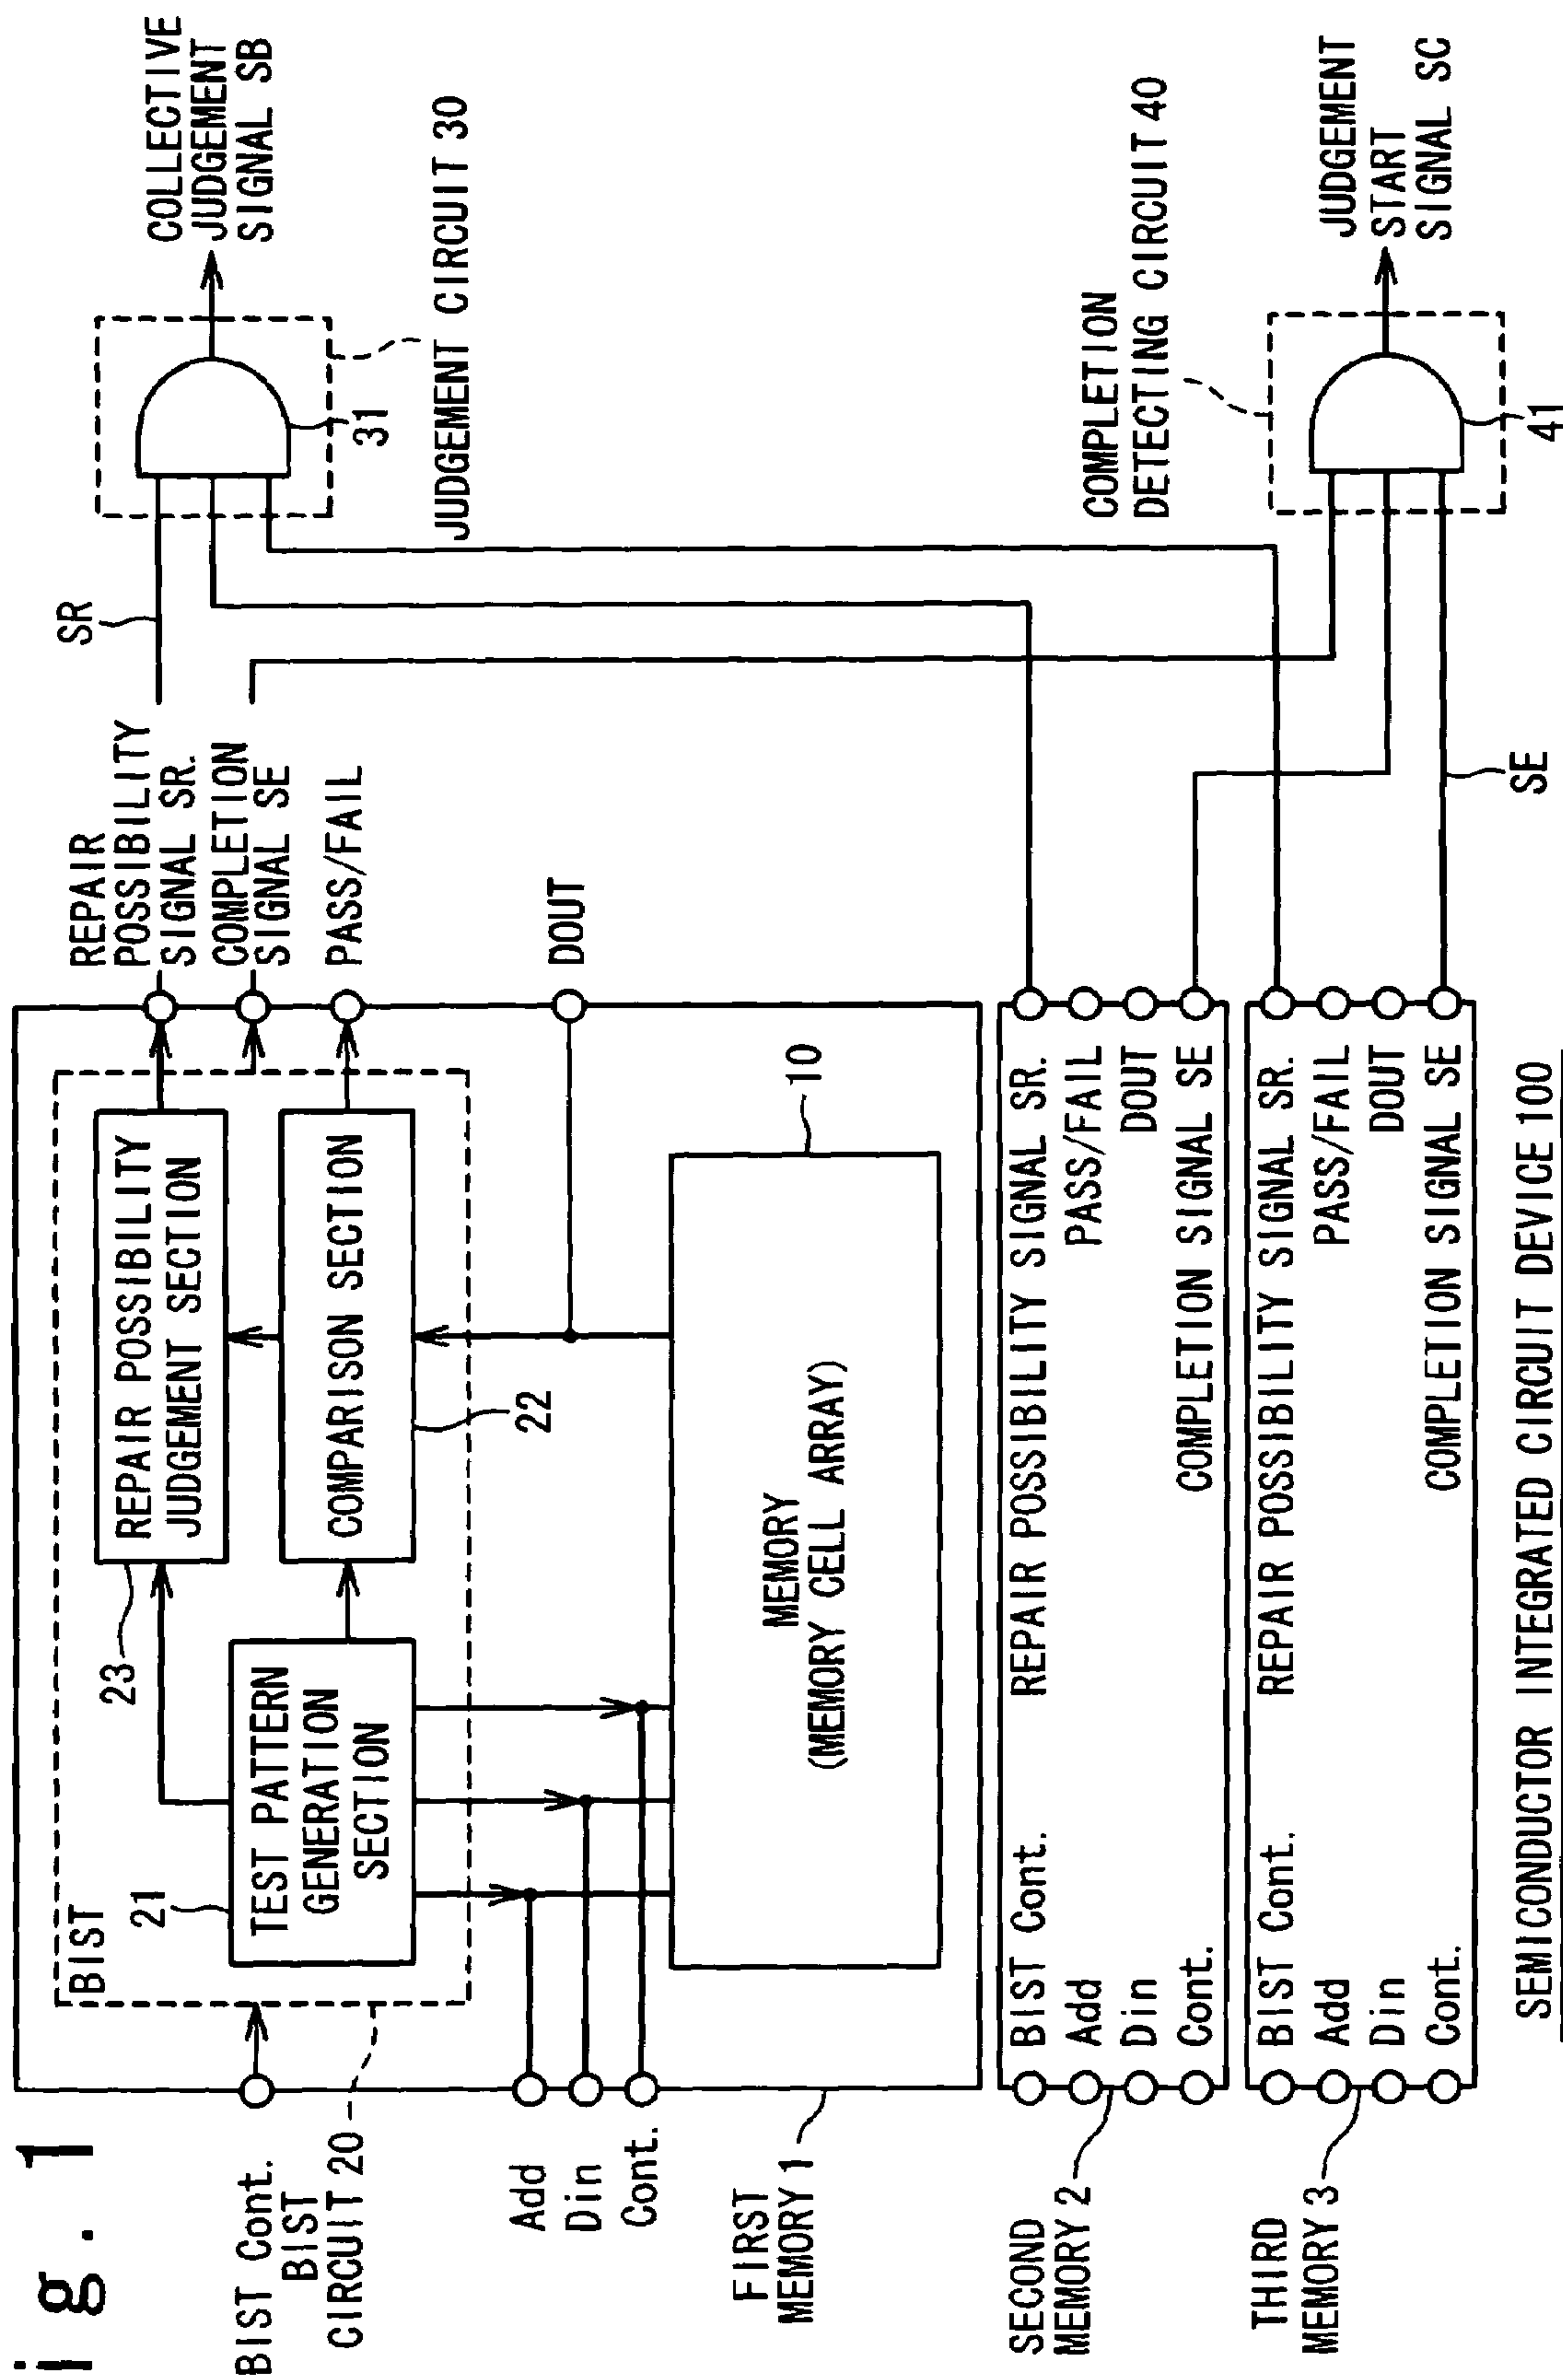 ig. 1
BIST Cont.
BIST
CIRCUIT 20
BIST
21
TEST PATTERN
GENERATION
SECTION
23
REPAIR POSSIBILITY
JUDGEMENT SECTION
COMPARISON SECTION
22
REPAIR
POSSIBILITY
SIGNAL SR.
COMPLETION
SIGNAL SE
PASS/FAIL
DOUT
SR
31
COLLECTIVE
JUDGEMENT
SIGNAL SB
JUDGEMENT CIRCUIT 30
Add
Din
Cont.
FIRST
MEMORY 1
MEMORY
(MEMORY CELL ARRAY)
10
SECOND
MEMORY 2
BIST Cont.
Add
Din
Cont.
REPAIR POSSIBILITY SIGNAL SR.
PASS/FAIL
DOUT
COMPLETION SIGNAL SE
THIRD
MEMORY 3
BIST Cont.
Add
Din
Cont.
REPAIR POSSIBILITY SIGNAL SR.
PASS/FAIL
DOUT
COMPLETION SIGNAL SE
SE
COMPLETION
DETECTING CIRCUIT 40
41
JUDGEMENT
START
SIGNAL SC
SEMICONDUCTOR INTEGRATED CIRCUIT DEVICE 100